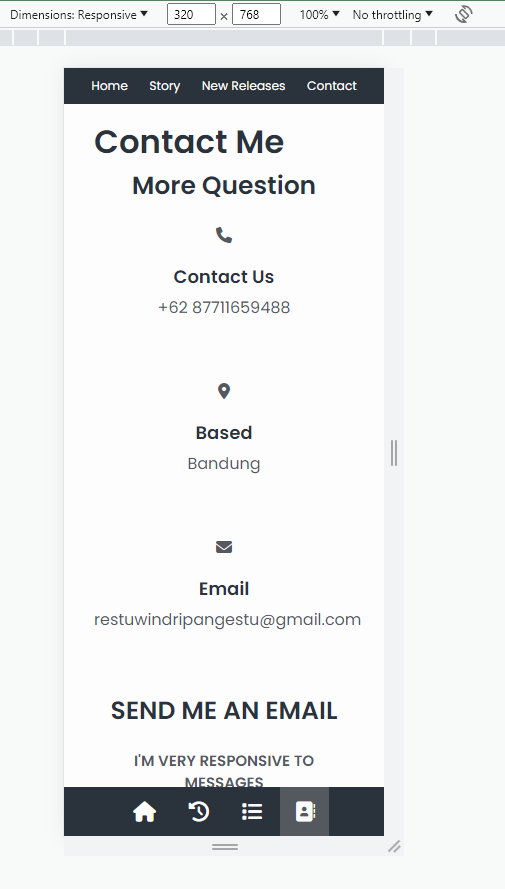 Dimensions: Responsive ▼ 320 × 768 100% ▼ No throttling ▼
Home Story New Releases Contact
Contact Me
More Question
Contact Us
+62 87711659488
Based
Bandung
Email
restuwindripangestu@gmail.com
SEND ME AN EMAIL
I'M VERY RESPONSIVE TO
MESSAGES